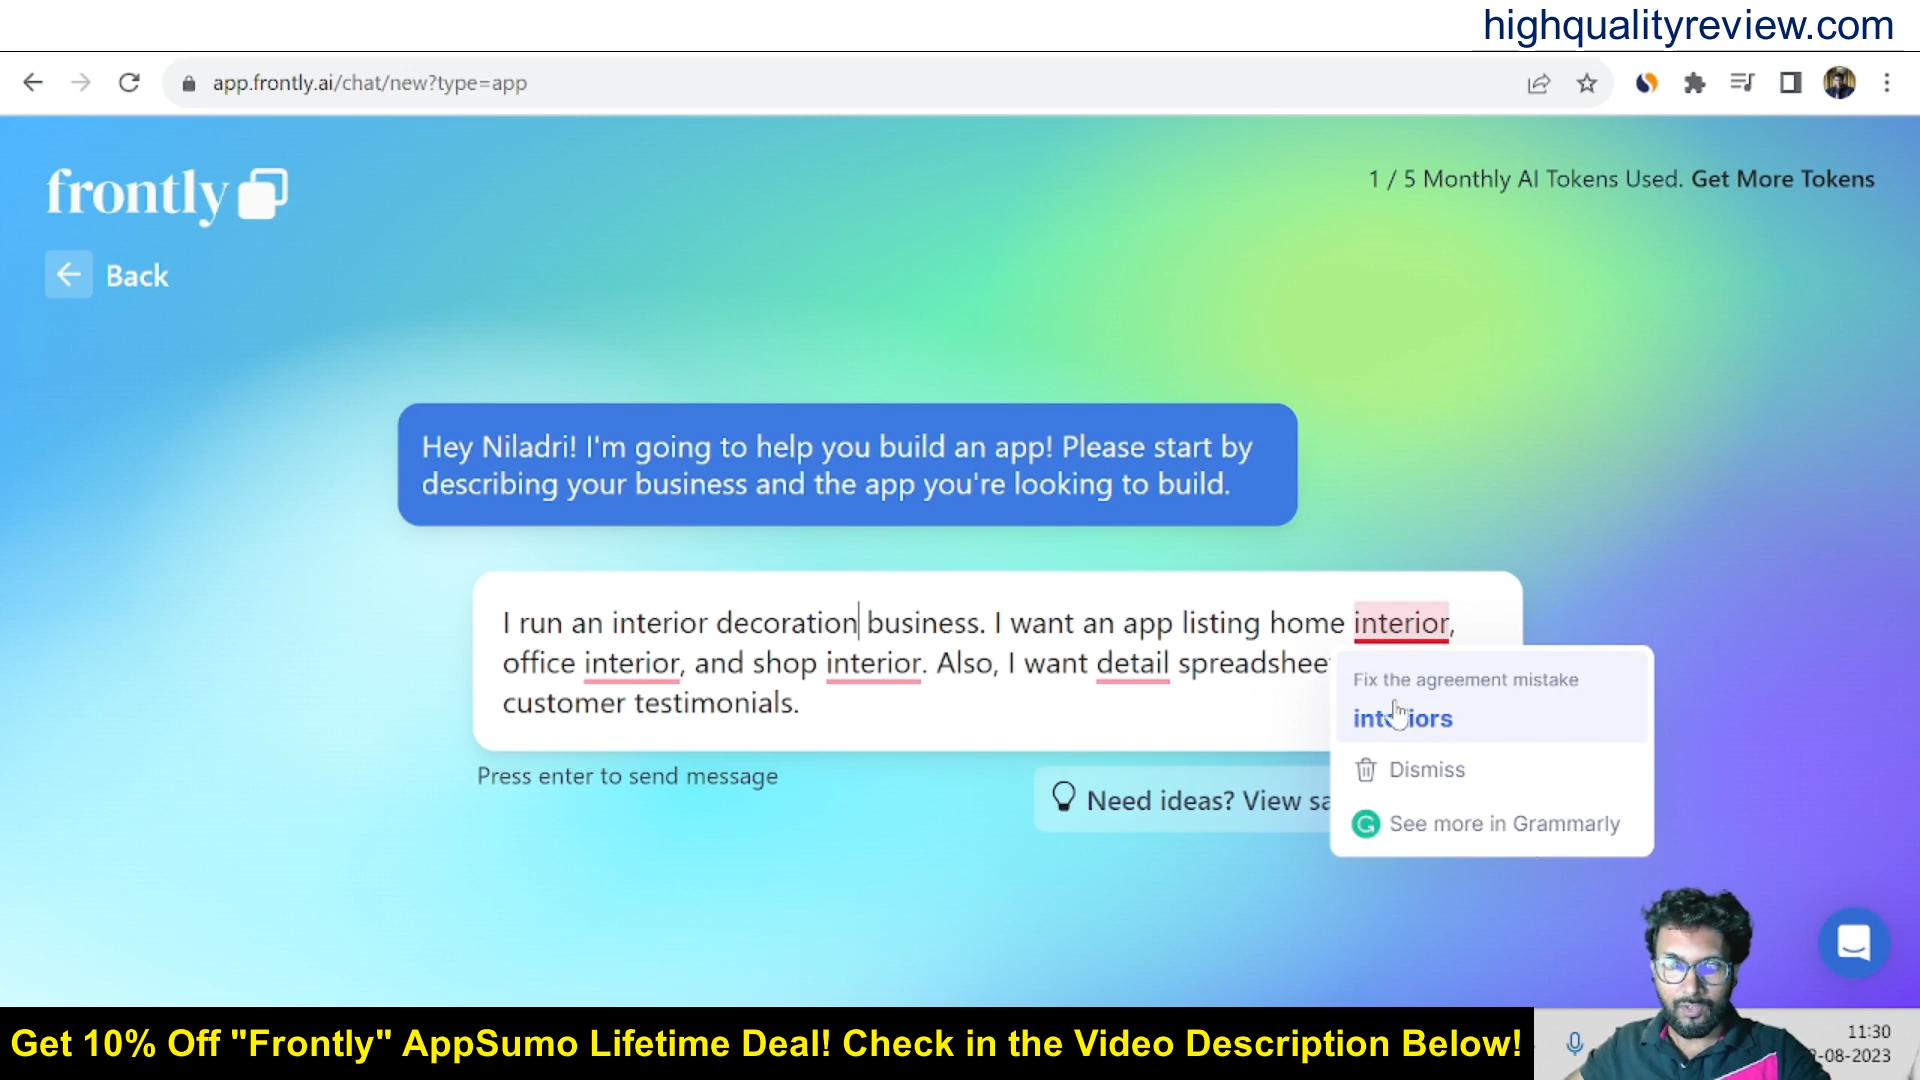 highqualityreview.com
app.frontly.ai/chat/new?type=app
frontly
1 / 5 Monthly AI Tokens Used. Get More Tokens
Back
Hey Niladri! I'm going to help you build an app! Please start by
describing your business and the app you're looking to build.
I run an interior decoration business. I want an app listing home interior,
office interior, and shop interior. Also, I want detail
customer testimonials.
Fix the agreement mistake
interiors
Dismiss
See more in Grammarly
Press enter to send message
Need ideas? View
Get 10% Off "Frontly" AppSumo Lifetime Deal! Check in the Video Description Below!
11:30
-08-2023